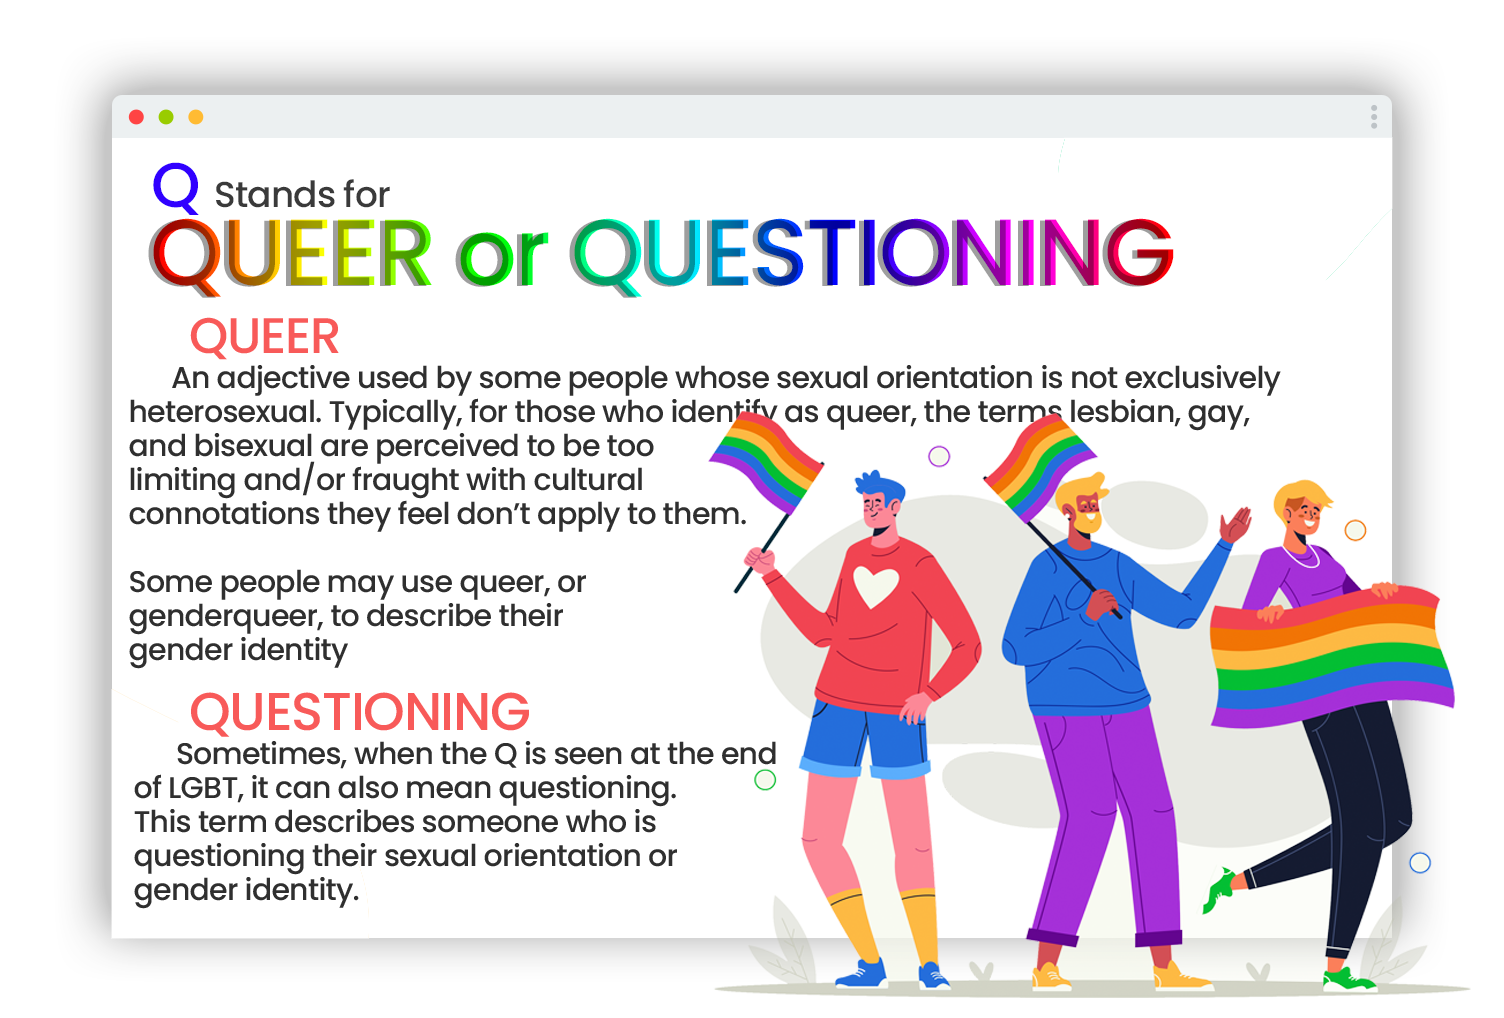 Q Stands for
QUEER or QUESTIONING
QUEER
An adjective used by some people whose sexual orientation is not exclusively
heterosexual. Typically, for those who identify as queer, the terms lesbian, gay,
and bisexual are perceived to be too
limiting and/or fraught with cultural
connotations they feel don’t apply to them.
Some people may use queer, or
genderqueer, to describe their
gender identity
QUESTIONING
Sometimes, when the Q is seen at the end
of LGBT, it can also mean questioning.
This term describes someone who is
questioning their sexual orientation or
gender identity.